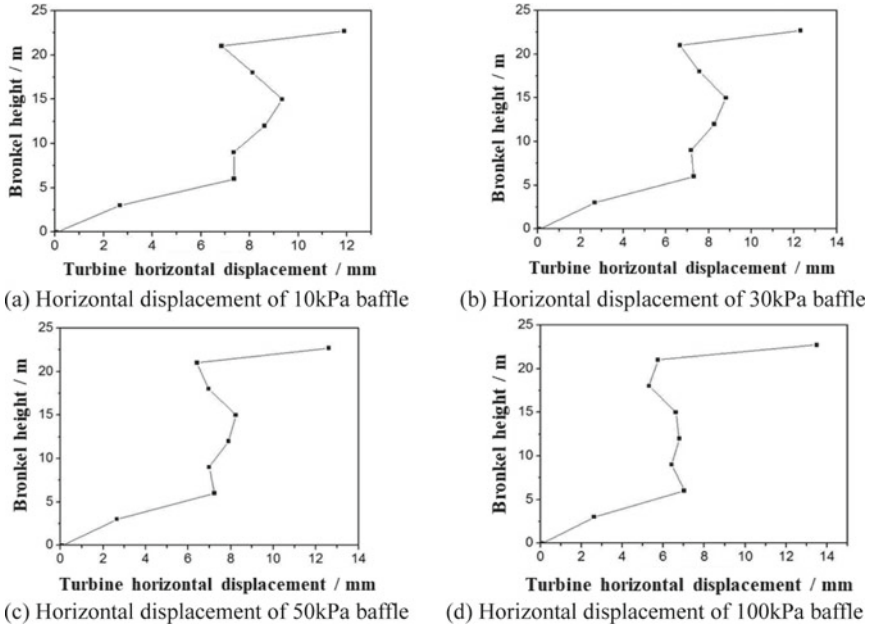 25
20
15
10
5
0
Bronkel height / m
0 2 4 6 8 10 12
Turbine horizontal displacement / mm
(a) Horizontal displacement of 10kPa baffle
25
20
15
10
5
0
Bronkel height / m
0 2 4 6 8 10 12 14
Turbine horizontal displacement / mm
(b) Horizontal displacement of 30kPa baffle
25
20
15
10
5
0
Bronkel height / m
0 2 4 6 8 10 12 14
Turbine horizontal displacement / mm
(c) Horizontal displacement of 50kPa baffle
25
20
15
10
5
0
Bronkel height / m
0 2 4 6 8 10 12 14
Turbine horizontal displacement / mm
(d) Horizontal displacement of 100kPa baffle